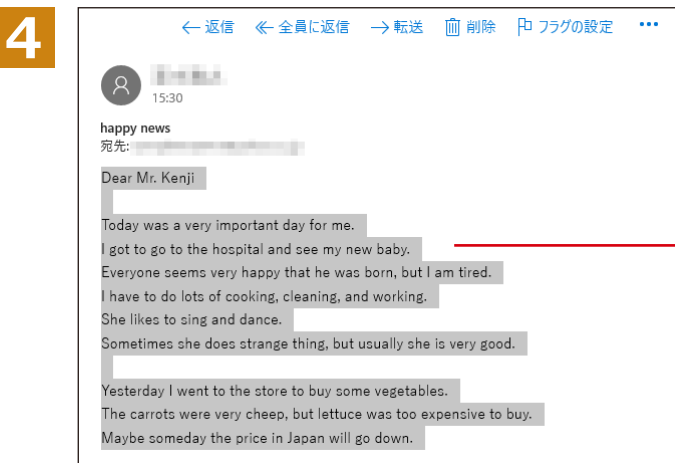 4
← 返信 ≪ 全員に返信 → 転送 削除 フラグの設定 •••
15:30
happy news
宛先:
Dear Mr. Kenji
Today was a very important day for me.
I got to go to the hospital and see my new baby.
Everyone seems very happy that he was born, but I am tired.
I have to do lots of cooking, cleaning, and working.
She likes to sing and dance.
Sometimes she does strange thing, but usually she is very good.
Yesterday I went to the store to buy some vegetables.
The carrots were very cheep, but lettuce was too expensive to buy.
Maybe someday the price in Japan will go down.